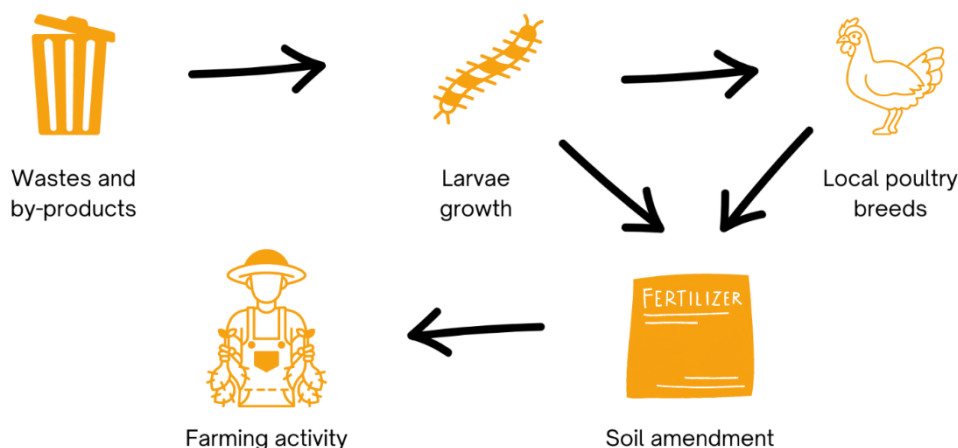 Wastes and
by-products
Larvae
growth
Local poultry
breeds
FERTILIZER
Farming activity
Soil amendment